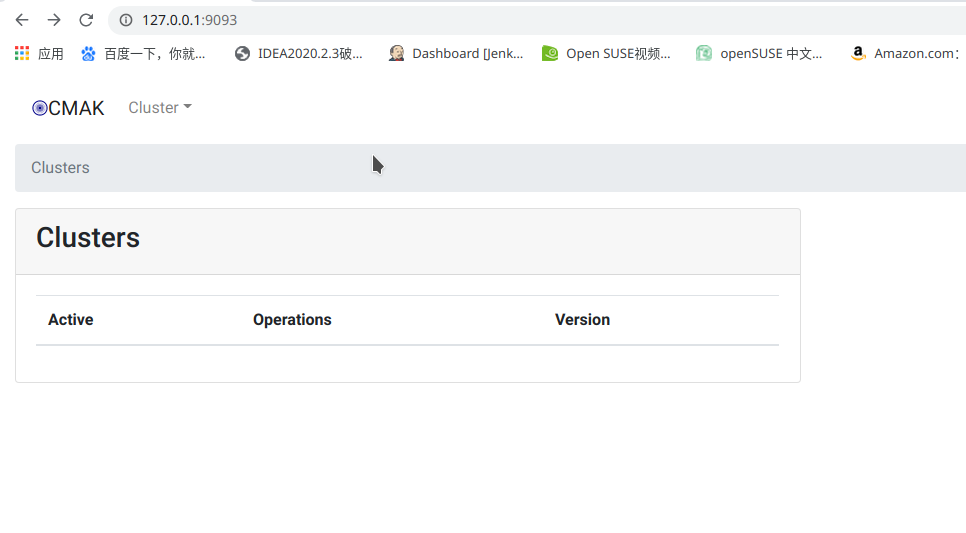 127.0.0.1:9093
应用 百度一下，你就... IDEA2020.2.3破... Dashboard [Jenk... Open SUSE视频... openSUSE 中文... Amazon.com：
CMAK Cluster
Clusters
Clusters
Active Operations Version